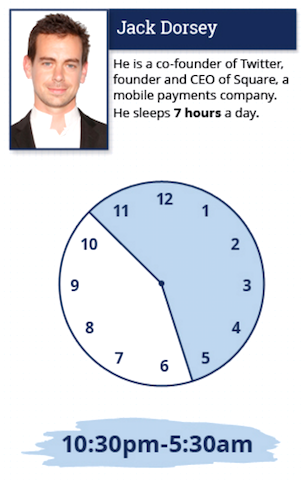 Jack Dorsey
He is a co-founder of Twitter,
founder and CEO of Square, a
mobile payments company.
He sleeps 7 hours a day.
12
11
1
10
2
9
3
8
4
7
5
6
10:30pm-5:30am